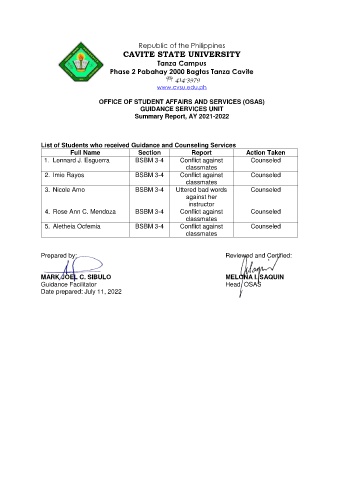 Republic of the Philippines
CAVITE STATE UNIVERSITY
Tanza Campus
Phase 2 Pabahay 2000 Bagtas Tanza Cavite
☏ 414-3979
www.cvsu.edu.ph
OFFICE OF STUDENT AFFAIRS AND SERVICES (OSAS)
GUIDANCE SERVICES UNIT
Summary Report, AY 2021-2022
List of Students who received Guidance and Counseling Services
Full Name Section Report Action Taken
1. Lennard J. Esguerra BSBM 3-4 Conflict against classmates Counseled
2. Imie Rayos BSBM 3-4 Conflict against classmates Counseled
3. Nicole Amo BSBM 3-4 Uttered bad words against her instructor Counseled
4. Rose Ann C. Mendoza BSBM 3-4 Conflict against classmates Counseled
5. Aletheia Octemia BSBM 3-4 Conflict against classmates Counseled
Prepared by: Reviewed and Certified:
MARK JOEL C. SIBULO MELONA I. SAQUIN
Guidance Facilitator Head, OSAS
Date prepared: July 11, 2022